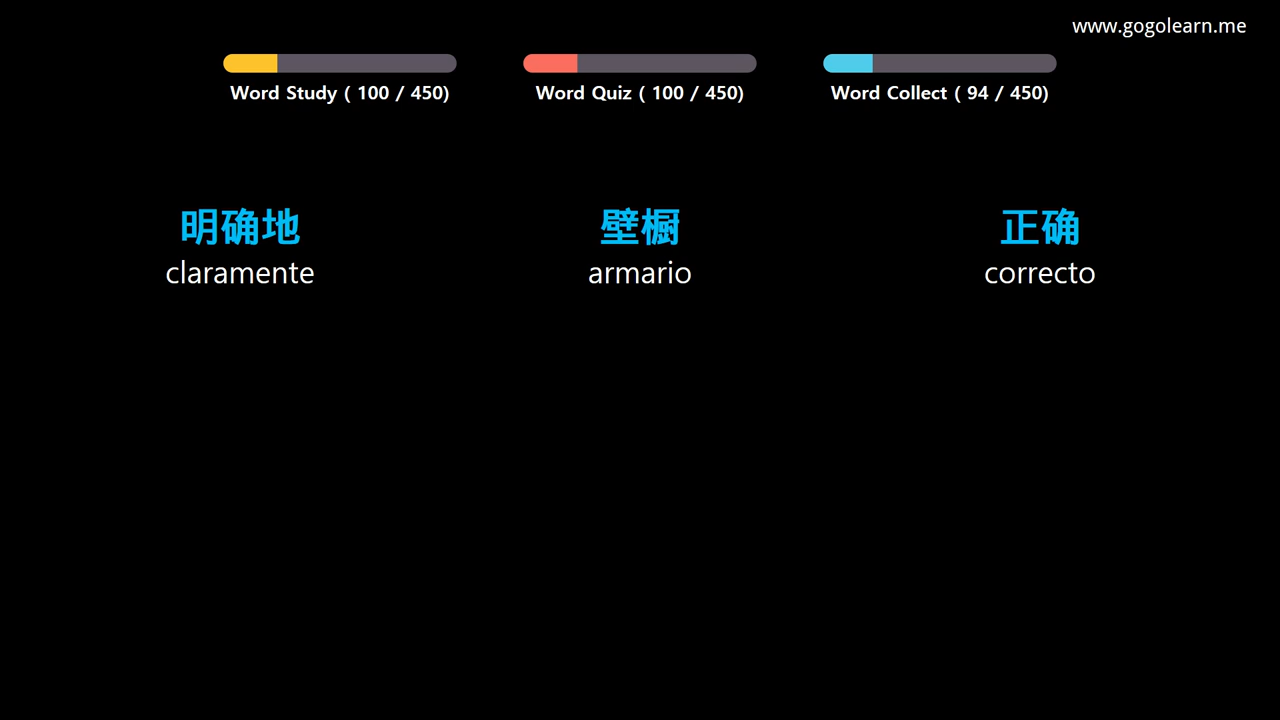 www.gogolearn.me
Word Study ( 100 / 450)
Word Quiz ( 100 / 450)
Word Collect ( 94 / 450)
明确地
claramente
壁橱
armario
正确
correcto